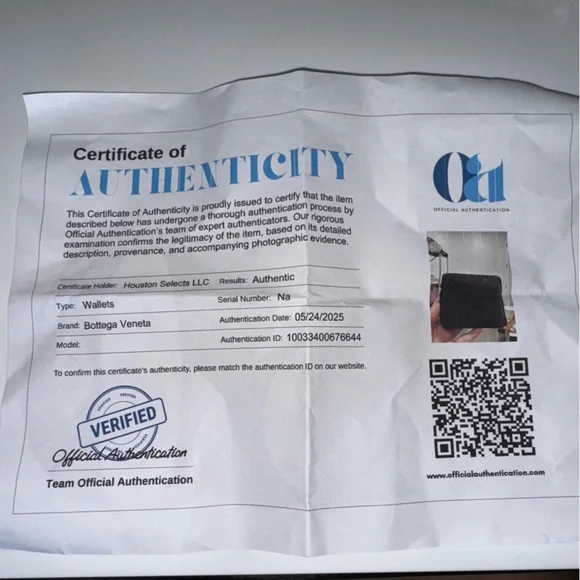 Certificate of
AUTHENTICITY
This Certificate of Authenticity is proudly issued to certify that the item
described below has undergone a thorough authentication process by
Official Authentication's team of expert authenticators. Our rigorous
examination confirms the legitimacy of the item, based on its detailed
description, provenance, and accompanying photographic evidence.
Certificate Holder: Houston Selects LLC Results: Authentic
Type: Wallets Serial Number: Na
Brand: Bottega Veneta Authentication Date: 05/24/2025
Model: Authentication ID: 10033400676644
To confirm this certificate's authenticity, please match the authentication ID on our website.
VERIFIED
Official Authentication
Team Official Authentication
Oa
OFFICIAL AUTHENTICATION
www.officialauthentication.com